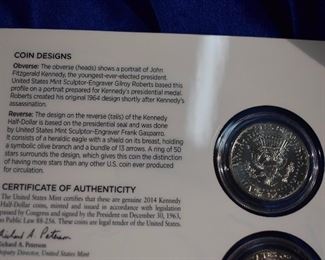 COIN DESIGNS
Obverse: The obverse (heads) shows a portrait of John
Fitzgerald Kennedy, the youngest-ever-elected president.
United States Mint Sculptor-Engraver Gilroy Roberts based this
profile on a portrait prepared for Kennedy's presidential medal.
Roberts created his original 1964 design shortly after Kennedy's
assassination.
Reverse: The design on the reverse (tails) of the Kennedy
Half-Dollar is based on the presidential seal and was done
by United States Mint Sculptor-Engraver Frank Gasparro.
It consists of a heraldic eagle with a shield on its breast, holding
a symbolic olive branch and a bundle of 13 arrows. A ring of 50
stars surrounds the design, which gives this coin the distinction
of having more stars than any other U.S. coin ever produced
for circulation.
CERTIFICATE OF AUTHENTICITY
The United States Mint certifies that these are genuine 2014 Kennedy
Half-Dollar coins, minted and issued in accordance with legislation
passed by Congress and signed by the President on December 30, 1963,
as Public Law 88-256. These coins are legal tender of the United States.
Richard A. Peterson
Richard A. Peterson
Deputy Director, United States Mint